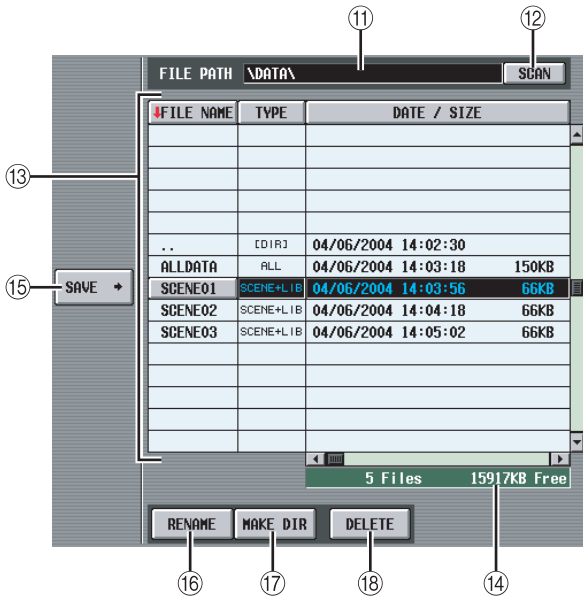 ⑪ ⑫
FILE PATH \DATA\ SCAN
FILE NAME TYPE DATE / SIZE
⑬
.. [DIR] 04/06/2004 14:02:30
ALLDATA ALL 04/06/2004 14:03:18 150KB
⑮ SAVE SCENE01 SCENE+LIB 04/06/2004 14:03:56 66KB
SCENE02 SCENE+LIB 04/06/2004 14:04:18 66KB
SCENE03 SCENE+LIB 04/06/2004 14:05:02 66KB
5 Files 15917KB Free
RENAME MAKE DIR DELETE
⑯ ⑰ ⑱ ⑭